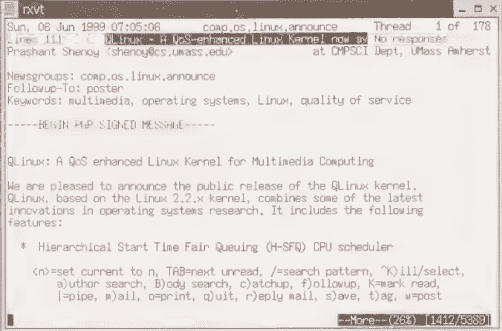 rxvt
Sun, 06 Jun 1999 07:05:06 comp.os.linux.announce Thread 1 of 178
Lines 111 QLinux - A QoS-enhanced Linux Kernel now No responses
Prashant Shenoy <shenoy@cs.umass.edu> at CMPSCI Dept, UMass Amherst
Newsgroups: comp.os.linux.announce
Followup-To: poster
Keywords: multimedia, operating systems, Linux, quality of service
-----BEGIN PGP SIGNED MESSAGE-----
QLinux: A QoS enhanced Linux Kernel for Multimedia Computing
We are pleased to announce the public release of the QLinux kernel.
QLinux, based on the Linux 2.2.x kernel, combines some of the latest
innovations in operating systems research. It includes the following
features:
* Hierarchical Start Time Fair Queuing (H-SFQ) CPU scheduler
<n>=set current to n, TAB=next unread, /=search pattern, ^K)ill/select,
a)uthor search, B)ody search, c)atchup, f)ollowup, K=mark read,
|=pipe, m)ail, o=print, q)uit, r)eply mail, s)ave, t)ag, w=post
--More--(26%) [1412/5389]